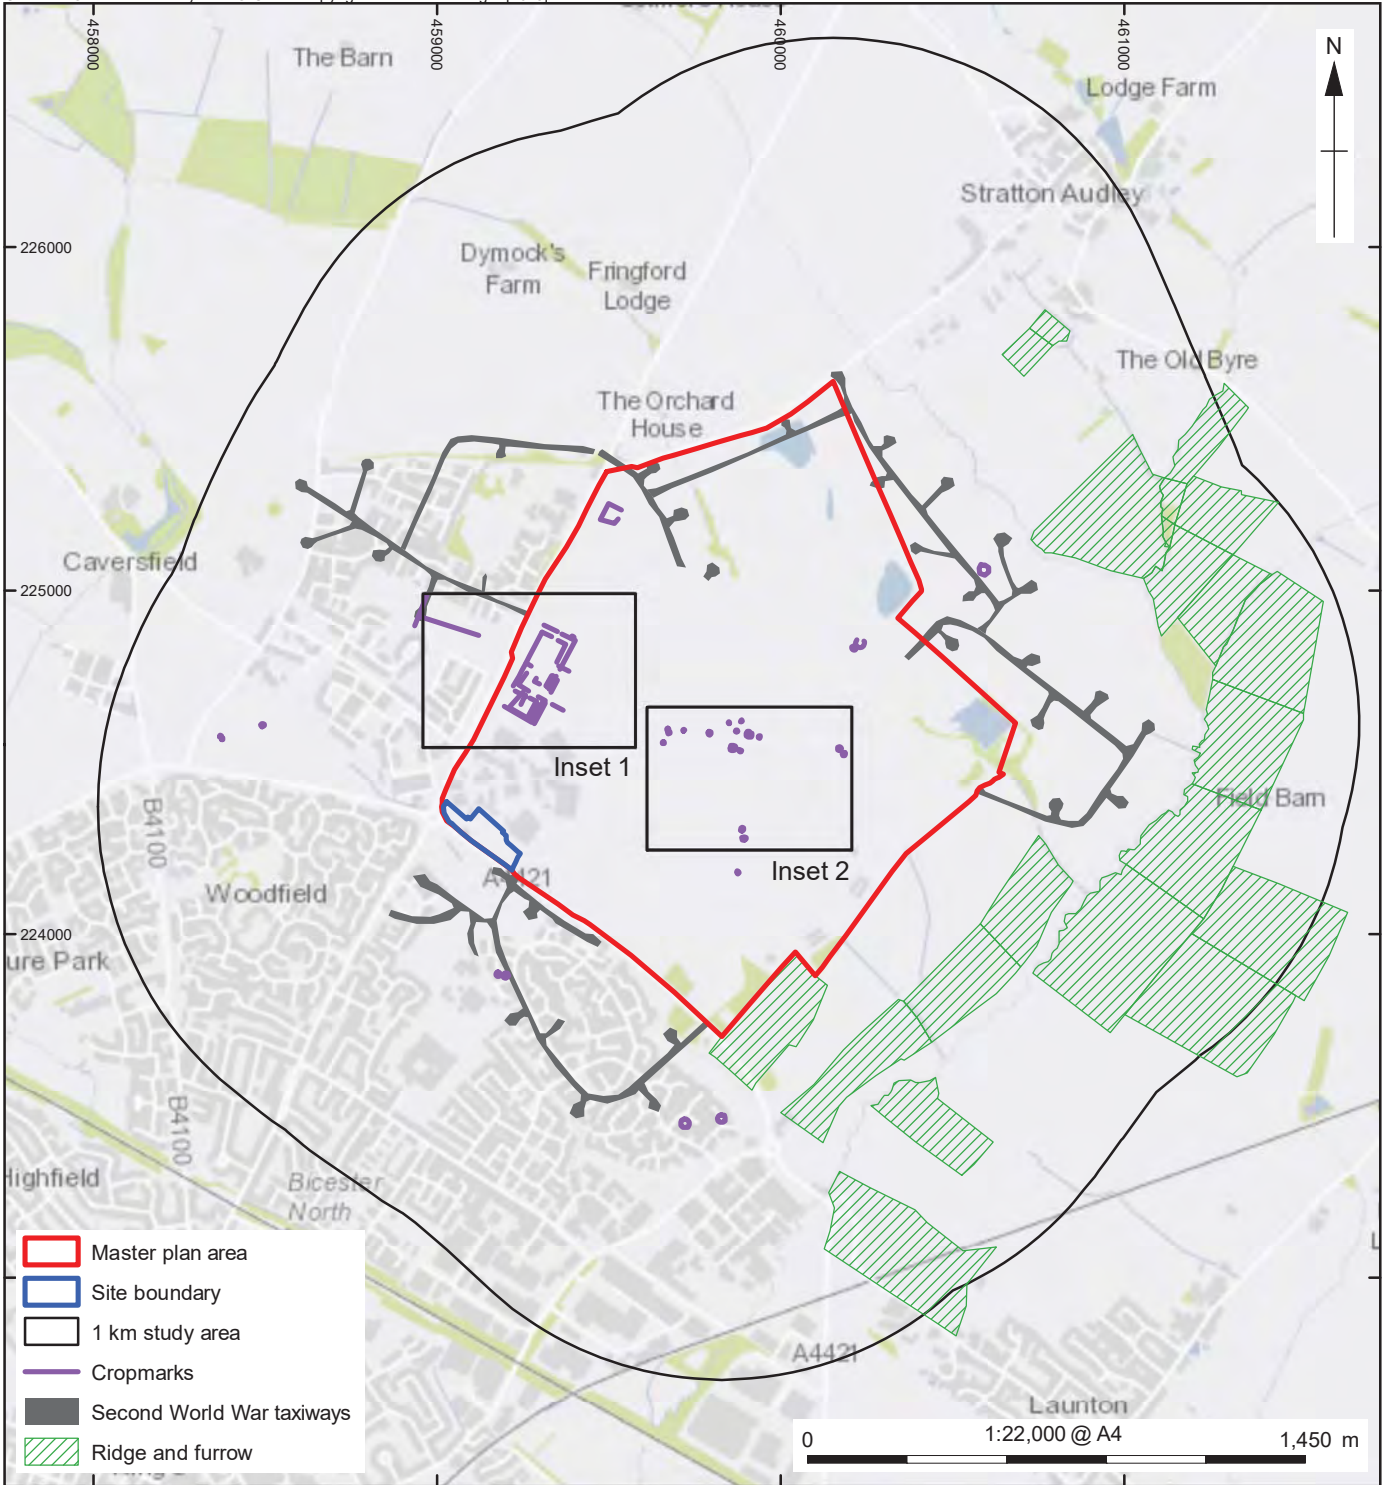 458000
459000
460000
461000
The Barn
N
Lodge Farm
Stratton Audley
226000
Dymock's
Farm
Fringford
Lodge
The Old Byre
The Orchard
House
Caversfield
225000
Inset 1
Field Barn
B4100
Inset 2
A4421
Woodfield
224000
ure Park
B4100
Highfield
Bicester
North
Master plan area
Site boundary
1 km study area
Cropmarks
Second World War taxiways
Ridge and furrow
A4421
Launton
0
1:22,000 @ A4
1,450 m